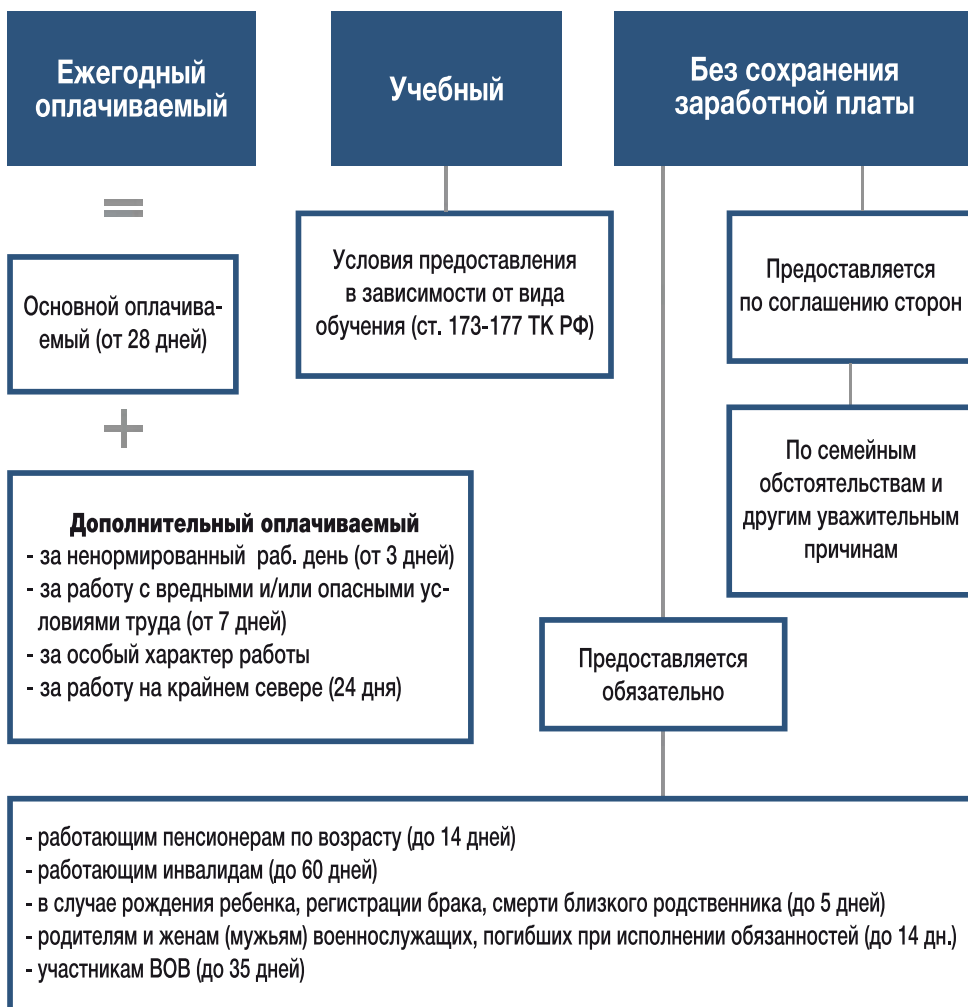 Ежегодный
оплачиваемый
=
Основной оплачива-
емый (от 28 дней)
+
Дополнительный оплачиваемый
- за ненормированный раб. день (от 3 дней)
- за работу с вредными и/или опасными ус-
ловиями труда (от 7 дней)
- за особый характер работы
- за работу на крайнем севере (24 дня)
Учебный
Условия предоставления
в зависимости от вида
обучения (ст. 173-177 ТК РФ)
Без сохранения
заработной платы
Предоставляется
по соглашению сторон
По семейным
обстоятельствам и
другим уважительным
причинам
Предоставляется
обязательно
- работающим пенсионерам по возрасту (до 14 дней)
- работающим инвалидам (до 60 дней)
- в случае рождения ребенка, регистрации брака, смерти близкого родственника (до 5 дней)
- родителям и женам (мужьям) военнослужащих, погибших при исполнении обязанностей (до 14 дн.)
- участникам ВОВ (до 35 дней)